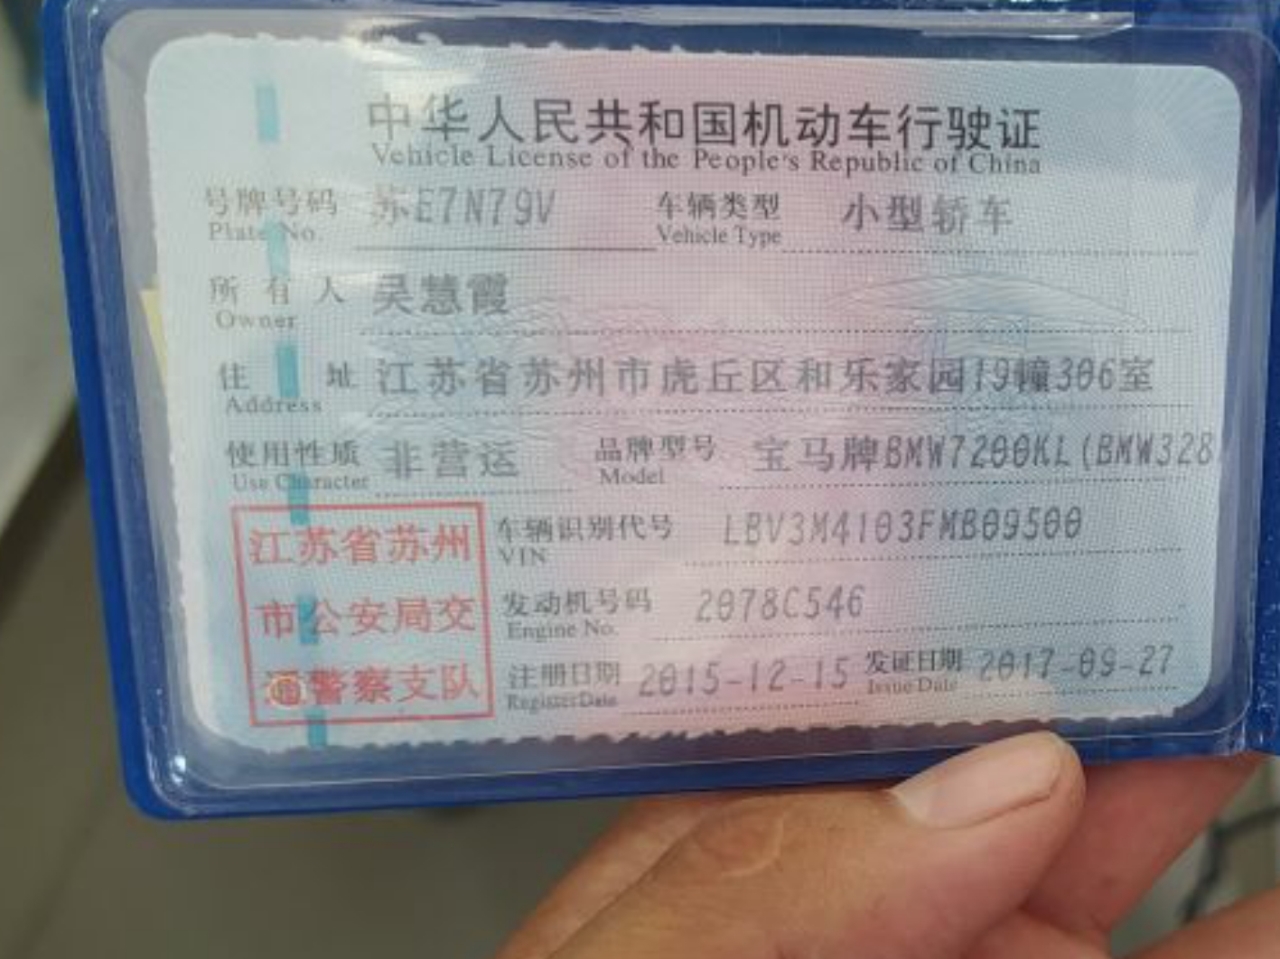 中华人民共和国机动车行驶证
Vehicle License of the People's Republic of China
号牌号码 苏E7N79V 车辆类型 小型轿车
Plate No. Vehicle Type
所有人 吴慧霞
Owner
住址 江苏省苏州市虎丘区和乐家园19幢306室
Address
使用性质 非营运 品牌型号 宝马牌BMW7200KL(BMW328
Use Character Model
江苏省苏州
市公安局交
通警察支队
车辆识别代号 LBV3M4103FMB09500
VIN
发动机号码 2078C546
Engine No.
注册日期 2015-12-15 发证日期 2017-09-27
Register Date Issue Date